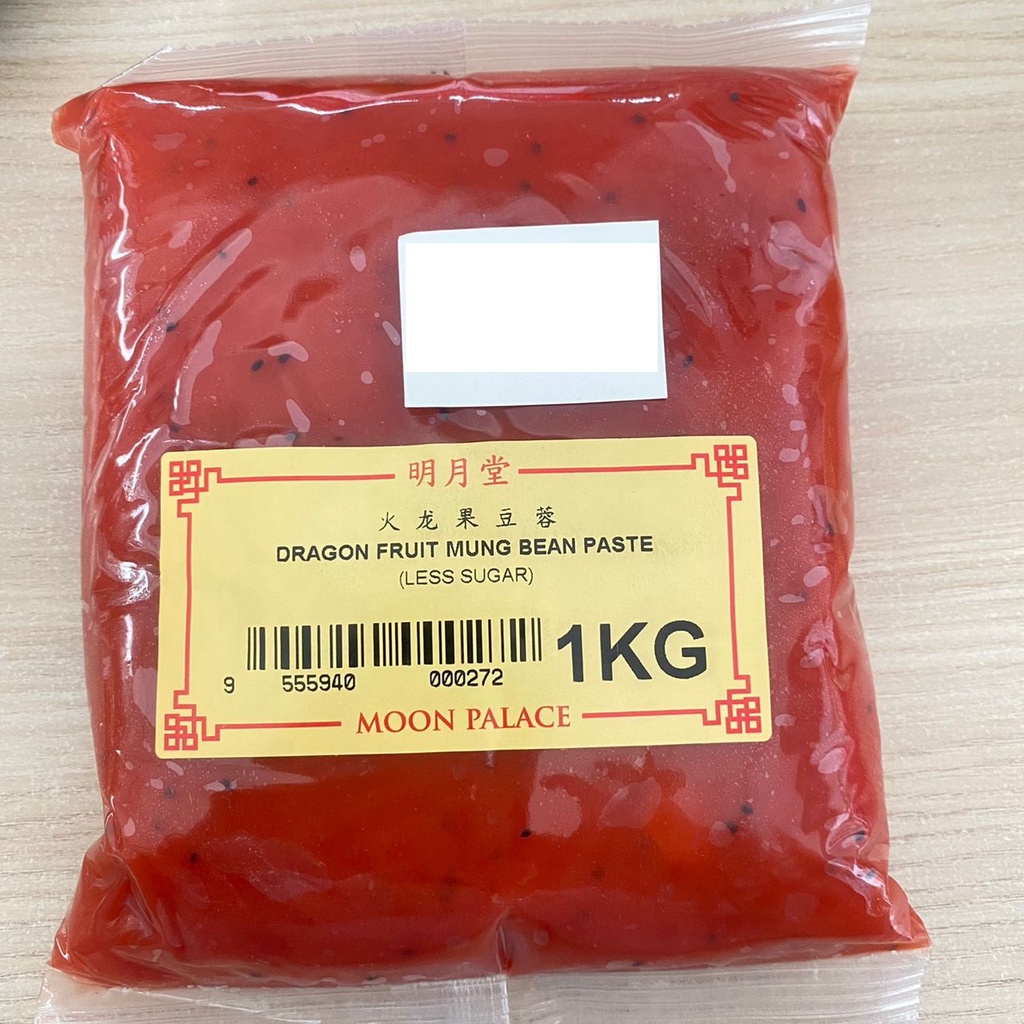 明月堂
火龙果豆蓉
DRAGON FRUIT MUNG BEAN PASTE
(LESS SUGAR)
9 555940 000272
1KG
MOON PALACE